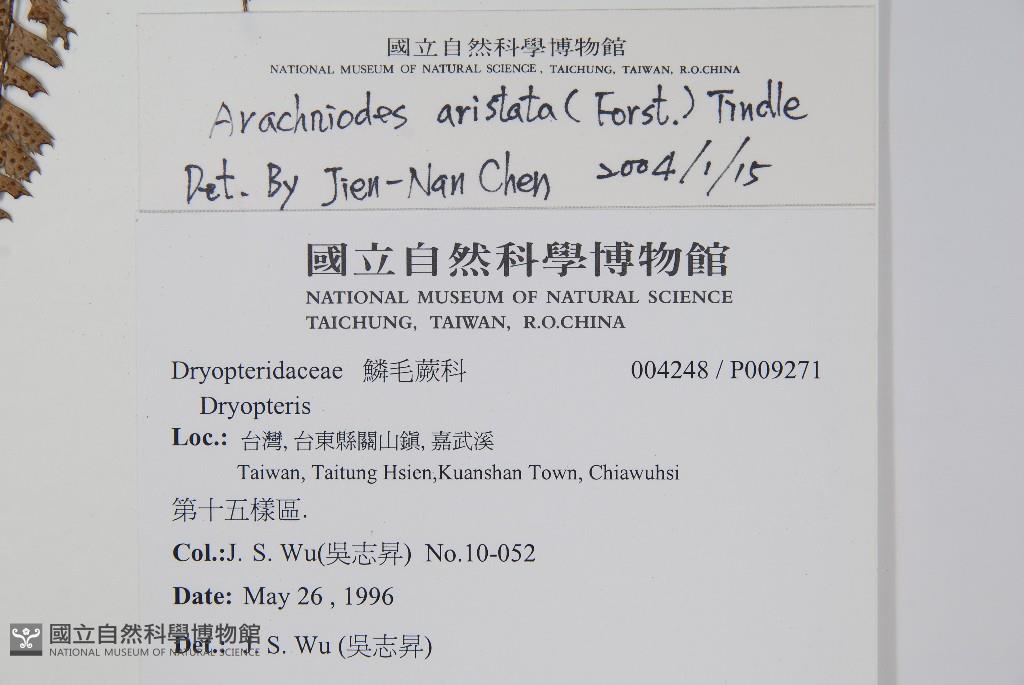 國立自然科學博物館
NATIONAL MUSEUM OF NATURAL SCIENCE, TAICHUNG, TAIWAN, R.O.CHINA
Arachniodes aristata (Forst.) Tindle
Det. By Jien-Nan Chen 2004/1/15
國立自然科學博物館
NATIONAL MUSEUM OF NATURAL SCIENCE
TAICHUNG, TAIWAN, R.O.CHINA
Dryopteridaceae 鱗毛蕨科 004248 / P009271
Dryopteris
Loc.: 台灣, 台東縣關山鎮, 嘉武溪
Taiwan, Taitung Hsien,Kuanshan Town, Chiawuhsi
第十五樣區.
Col.:J. S. Wu(吳志昇) No.10-052
Date: May 26 , 1996
Det.: J. S. Wu (吳志昇)
國立自然科學博物館
NATIONAL MUSEUM OF NATURAL SCIENCE